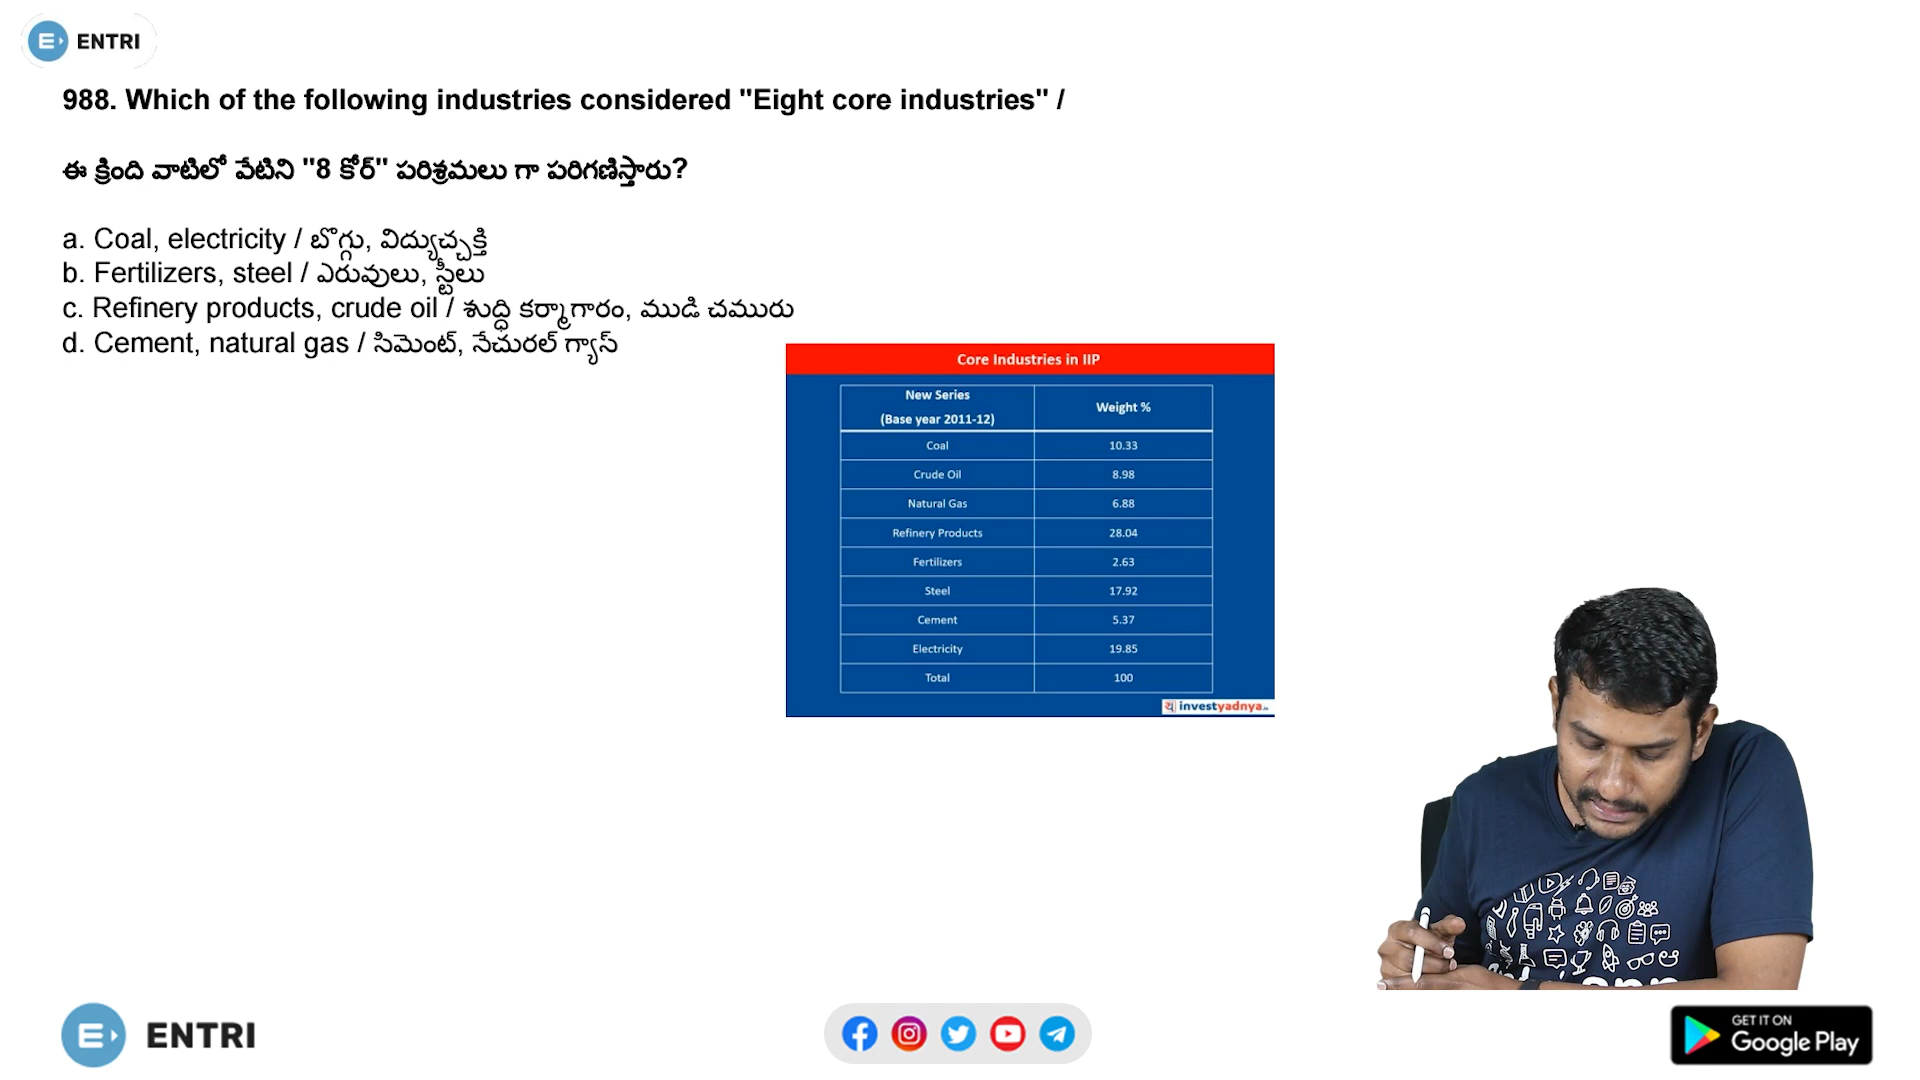 ENTRI
988. Which of the following industries considered "Eight core industries" /
ఈ క్రింది వాటిలో వేటిని "8 కోర్" పరిశ్రమలు గా పరిగణిస్తారు?
a. Coal, electricity / బొగ్గు, విద్యుచ్చక్తి
b. Fertilizers, steel / ఎరువులు, స్టీలు
c. Refinery products, crude oil / శుద్ధి కర్మాగారం, ముడి చమురు
d. Cement, natural gas / సిమెంట్, నేచురల్ గ్యాస్
Core Industries in IIP
New Series
(Base year 2011-12) Weight %
Coal 10.33
Crude Oil 8.98
Natural Gas 6.88
Refinery Products 28.04
Fertilizers 2.63
Steel 17.92
Cement 5.37
Electricity 19.85
Total 100
investyadnya.in
ENTRI
GET IT ON
Google Play